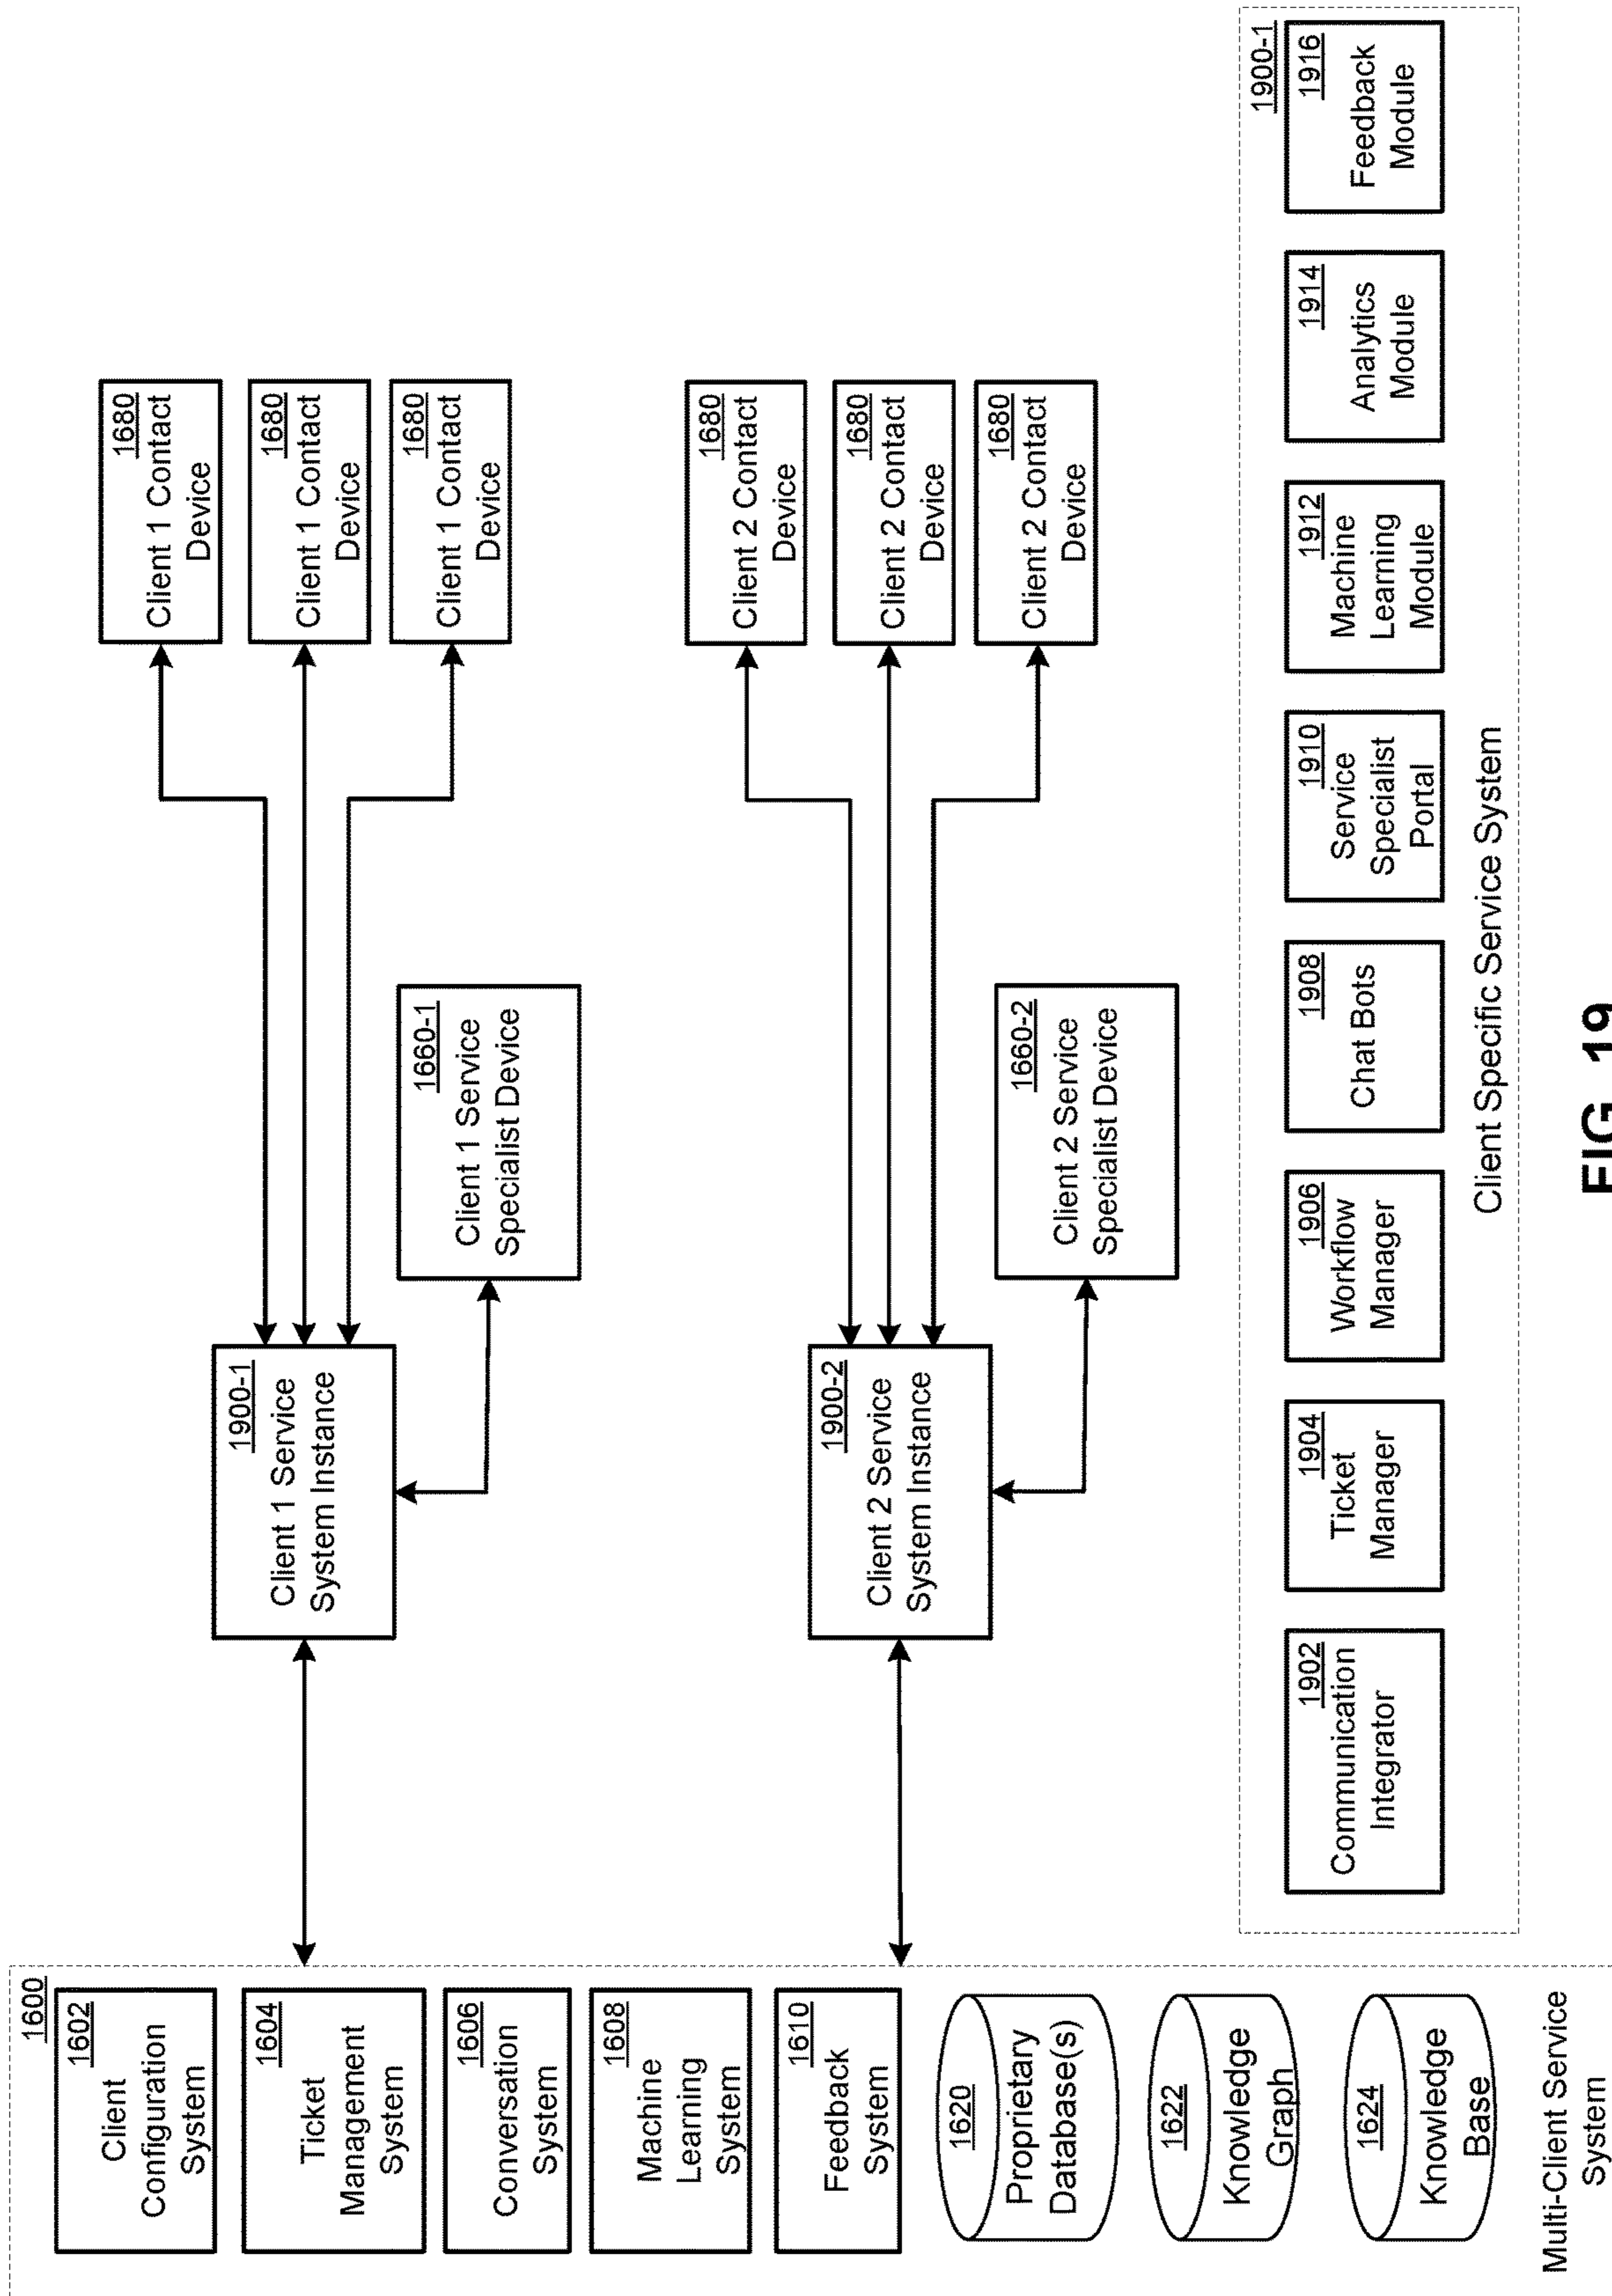 1600
1602
Client
Configuration
System
1604
Ticket
Management
System
1606
Conversation
System
1608
Machine
Learning
System
1610
Feedback
System
1620
Proprietary
Database(s)
1622
Knowledge
Graph
1624
Knowledge
Base
Multi-Client Service
System
1900-1
Client 1 Service
System Instance
1660-1
Client 1 Service
Specialist Device
1680
Client 1 Contact
Device
1680
Client 1 Contact
Device
1680
Client 1 Contact
Device
1900-2
Client 2 Service
System Instance
1660-2
Client 2 Service
Specialist Device
1680
Client 2 Contact
Device
1680
Client 2 Contact
Device
1680
Client 2 Contact
Device
1900-1
1902
Communication
Integrator
1904
Ticket
Manager
1906
Workflow
Manager
1908
Chat Bots
1910
Service
Specialist
Portal
1912
Machine
Learning
Module
1914
Analytics
Module
1916
Feedback
Module
Client Specific Service System
FIG. 19